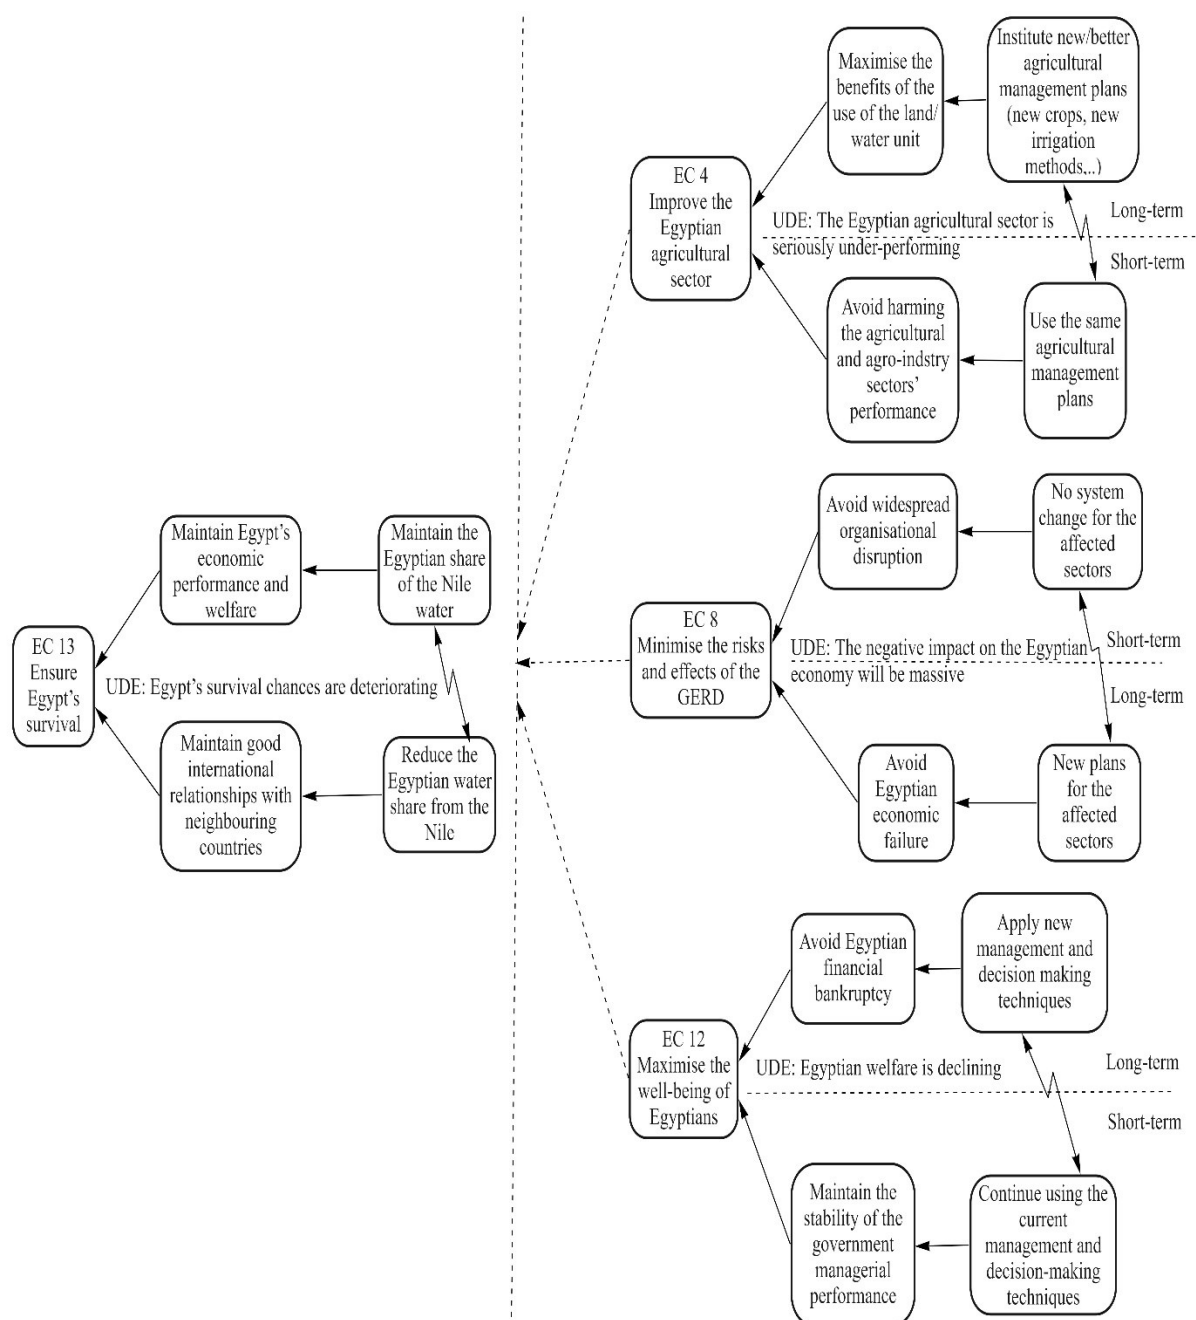 Maximise the
benefits of the
use of the land/
water unit
Institute new/better
agricultural
management plans
(new crops, new
irrigation
methods,..)
EC 4
Improve the
Egyptian
agricultural
sector
UDE: The Egyptian agricultural sector is
seriously under-performing
Long-term
Short-term
Avoid harming
the agricultural
and agro-indstry
sectors'
performance
Use the same
agricultural
management
plans
Avoid widespread
organisational
disruption
No system
change for the
affected
sectors
EC 8
Minimise the risks
and effects of the
GERD
UDE: The negative impact on the Egyptian
economy will be massive
Short-term
Long-term
Avoid
Egyptian
economic
failure
New plans
for the
affected
sectors
Maintain Egypt's
economic
performance and
welfare
Maintain the
Egyptian share
of the Nile
water
EC 13
Ensure
Egypt's
survival
UDE: Egypt's survival chances are deteriorating
Maintain good
international
relationships with
neighbouring
countries
Reduce the
Egyptian water
share from the
Nile
Avoid Egyptian
financial
bankruptcy
Apply new
management and
decision making
techniques
EC 12
Maximise the
well-being of
Egyptians
UDE: Egyptian welfare is declining
Long-term
Short-term
Maintain the
stability of the
government
managerial
performance
Continue using the
current
management and
decision-making
techniques